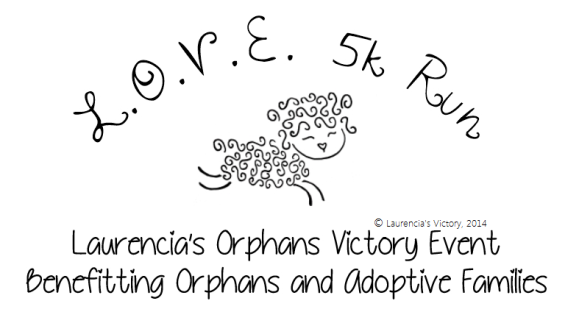 L.O.V.E. 5k Run
© Laurencia's Victory, 2014
Laurencia's Orphans Victory Event
Benefitting Orphans and Adoptive Families